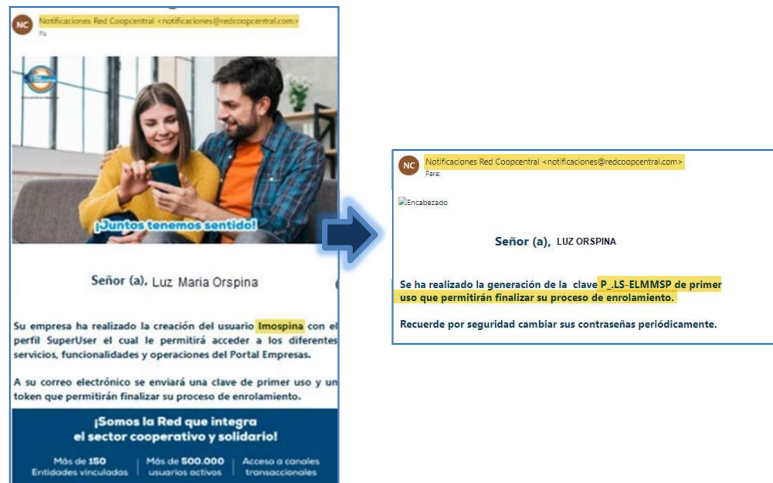 NC
Notificaciones Red Coopcentral <notificaciones@redcoopcentral.com>
Pa
¡Juntos tenemos sentido!
Señor (a), Luz Maria Orspina
Su empresa ha realizado la creación del usuario lmospina con el
perfil SuperUser el cual le permitirá acceder a los diferentes
servicios, funcionalidades y operaciones del Portal Empresas.
A su correo electrónico se enviará una clave de primer uso y un
token que permitirán finalizar su proceso de enrolamiento.
¡Somos la Red que integra
el sector cooperativo y solidario!
Más de 150
Entidades vinculadas
Más de 500.000
usuarios activos
Acceso a canales
transaccionales
NC
Notificaciones Red Coopcentral <notificaciones@redcoopcentral.com>
Para:
Encabezado
Señor (a), LUZ ORSPINA
Se ha realizado la generación de la clave P_.LS-ELMMSP de primer
uso que permitirán finalizar su proceso de enrolamiento.
Recuerde por seguridad cambiar sus contraseñas periódicamente.